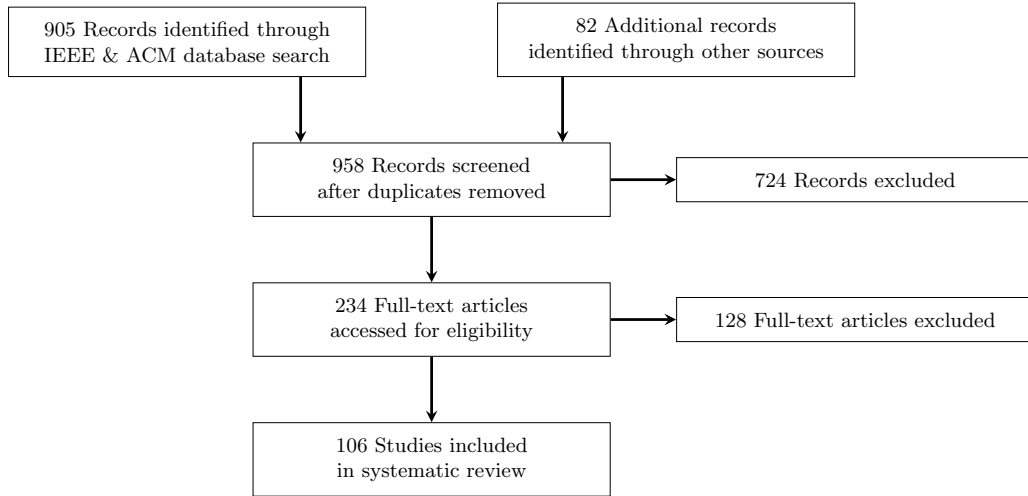 905 Records identified through
IEEE & ACM database search
82 Additional records
identified through other sources
958 Records screened
after duplicates removed
724 Records excluded
234 Full-text articles
accessed for eligibility
128 Full-text articles excluded
106 Studies included
in systematic review